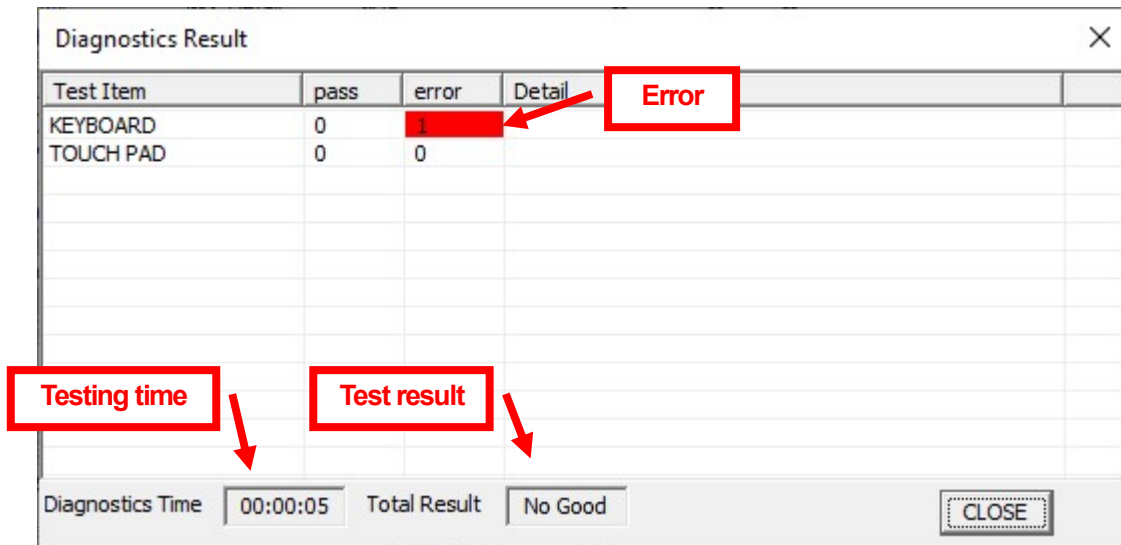 Diagnostics Result
Test Item pass error Detail
Error
KEYBOARD 0 1
TOUCH PAD 0 0
Testing time
Test result
Diagnostics Time 00:00:05 Total Result No Good CLOSE